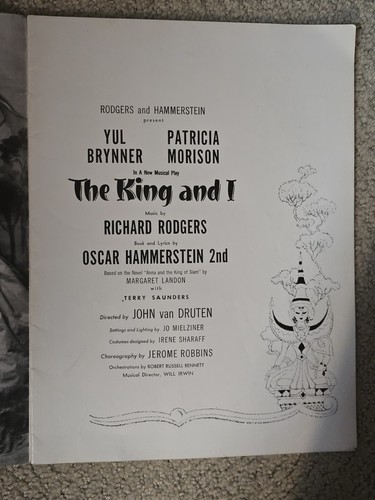 RODGERS and HAMMERSTEIN
present
YUL PATRICIA
BRYNNER MORISON
In A New Musical Play
The King and I
Music by
RICHARD RODGERS
Book and Lyrics by
OSCAR HAMMERSTEIN 2nd
Based on the Novel "Anna and the King of Siam" by
MARGARET LANDON
with
TERRY SAUNDERS
Directed by JOHN van DRUTEN
Settings and Lighting by JO MIELZINER
Costumes designed by IRENE SHARAFF
Choreography by JEROME ROBBINS
Orchestrations by ROBERT RUSSELL BENNETT
Musical Director, WILL IRWIN